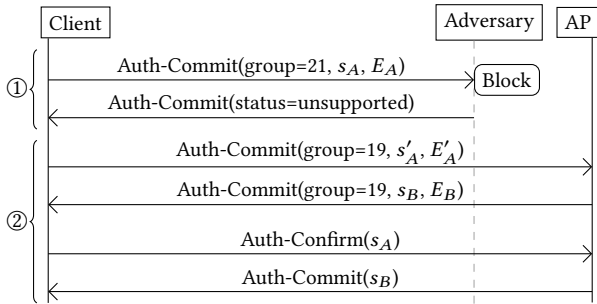 Client
Adversary
AP
①
Auth-Commit(group=21, s_A, E_A)
Block
Auth-Commit(status=unsupported)
②
Auth-Commit(group=19, s′_A, E′_A)
Auth-Commit(group=19, s_B, E_B)
Auth-Confirm(s_A)
Auth-Commit(s_B)